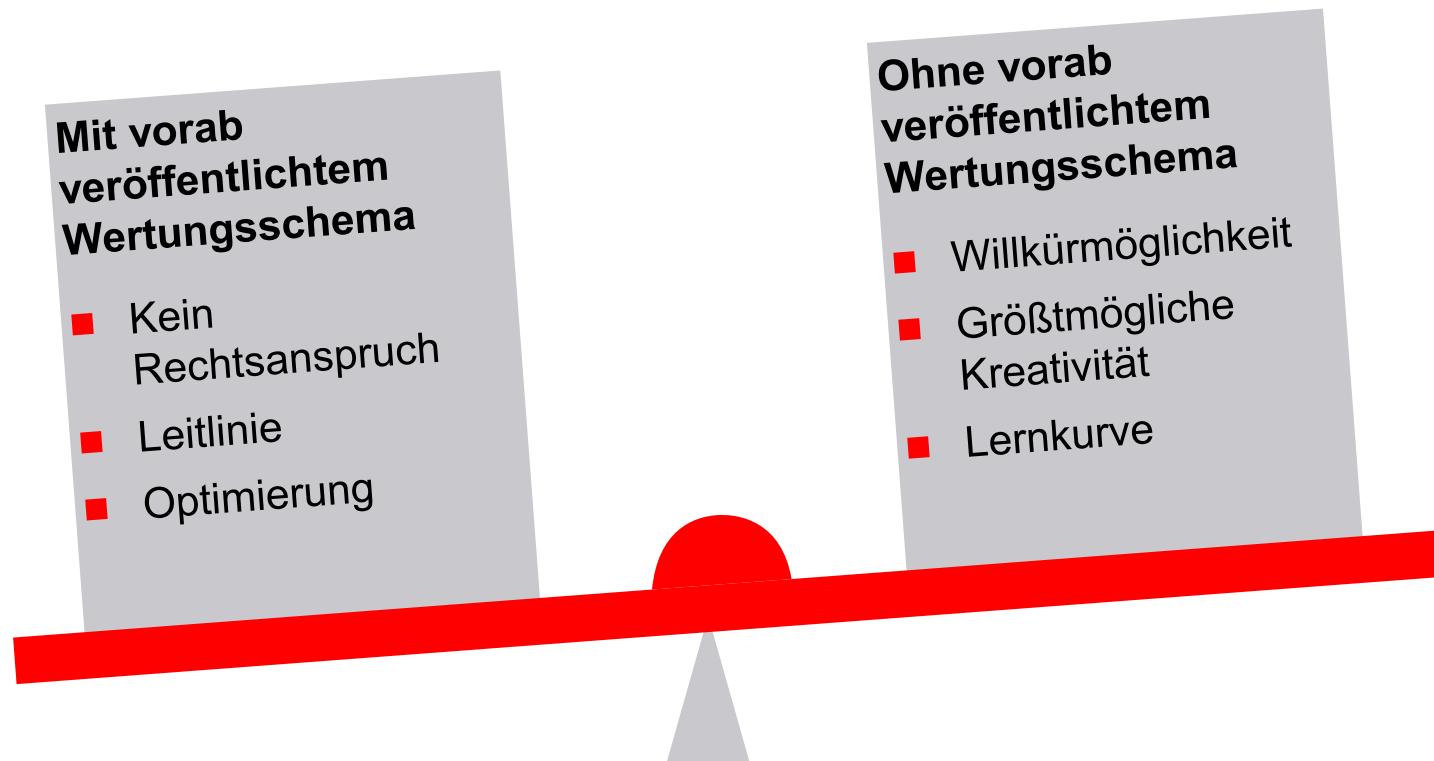 Mit vorab
veröffentlichtem
Wertungsschema
Kein
Rechtsanspruch
Leitlinie
Optimierung
Ohne vorab
veröffentlichtem
Wertungsschema
Willkürmöglichkeit
Größtmögliche
Kreativität
Lernkurve